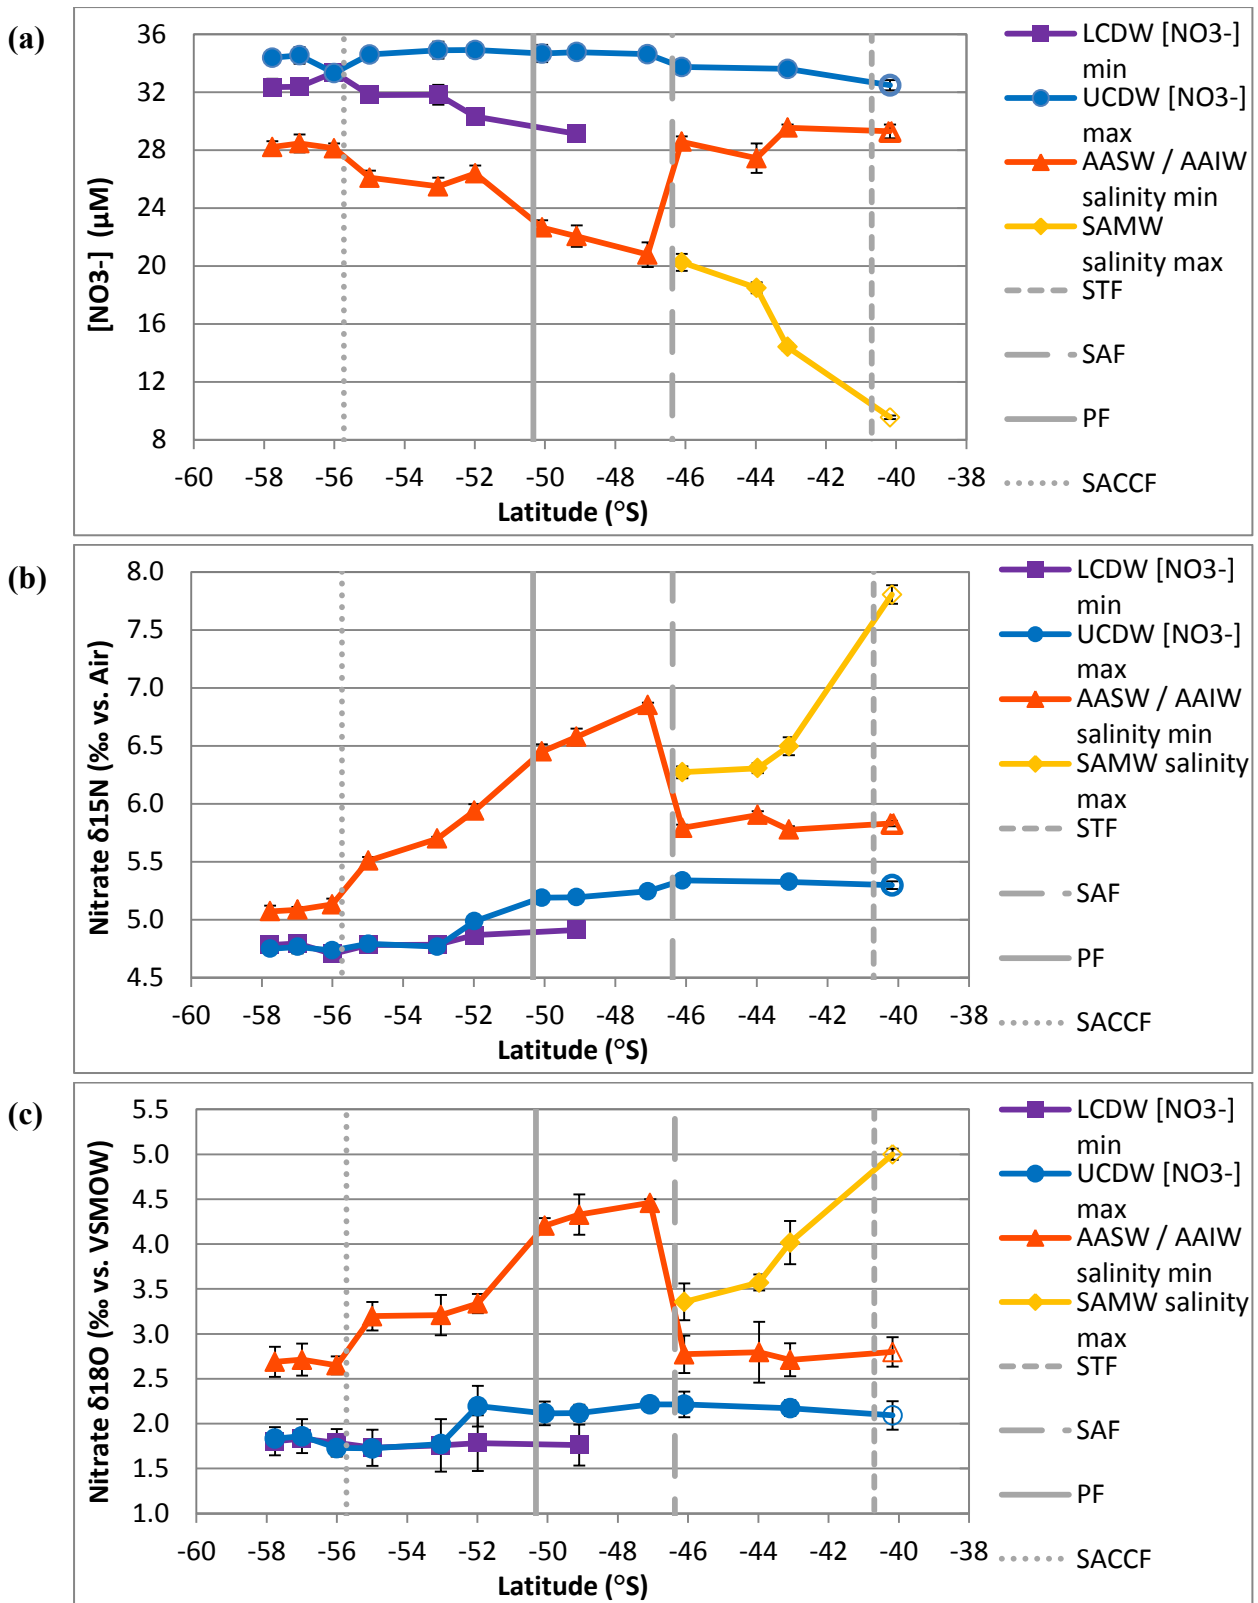 (a)
[NO3-] (µM)
36
32
28
24
20
16
12
8
-60 -58 -56 -54 -52 -50 -48 -46 -44 -42 -40 -38
Latitude (°S)
LCDW [NO3-]
min
UCDW [NO3-]
max
AASW / AAIW
salinity min
SAMW
salinity max
STF
SAF
PF
SACCF
(b)
Nitrate δ15N (‰ vs. Air)
8.0
7.5
7.0
6.5
6.0
5.5
5.0
4.5
-60 -58 -56 -54 -52 -50 -48 -46 -44 -42 -40 -38
Latitude (°S)
LCDW [NO3-]
min
UCDW [NO3-]
max
AASW / AAIW
salinity min
SAMW salinity
max
STF
SAF
PF
SACCF
(c)
Nitrate δ18O (‰ vs. VSMOW)
5.5
5.0
4.5
4.0
3.5
3.0
2.5
2.0
1.5
1.0
-60 -58 -56 -54 -52 -50 -48 -46 -44 -42 -40 -38
Latitude (°S)
LCDW [NO3-]
min
UCDW [NO3-]
max
AASW / AAIW
salinity min
SAMW salinity
max
STF
SAF
PF
SACCF